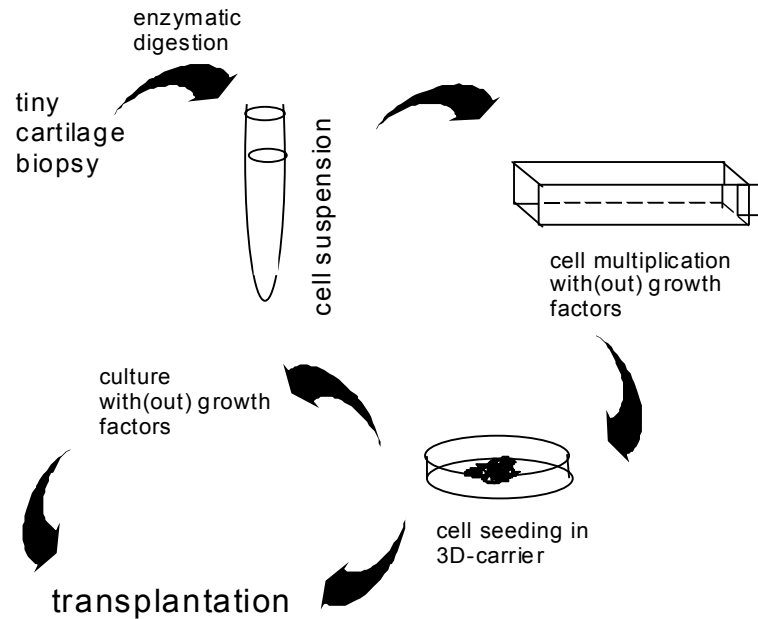 enzymatic
digestion
tiny
cartilage
biopsy
cell suspension
cell multiplication
with(out) growth
factors
cell seeding in
3D-carrier
culture
with(out) growth
factors
transplantation